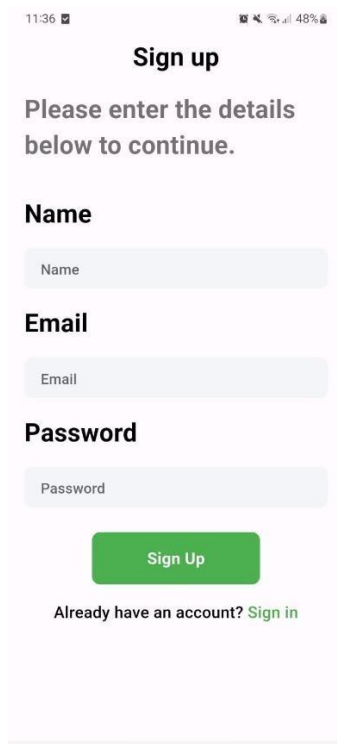 11:36 48%
Sign up
Please enter the details
below to continue.
Name
Name
Email
Email
Password
Password
Sign Up
Already have an account? Sign in